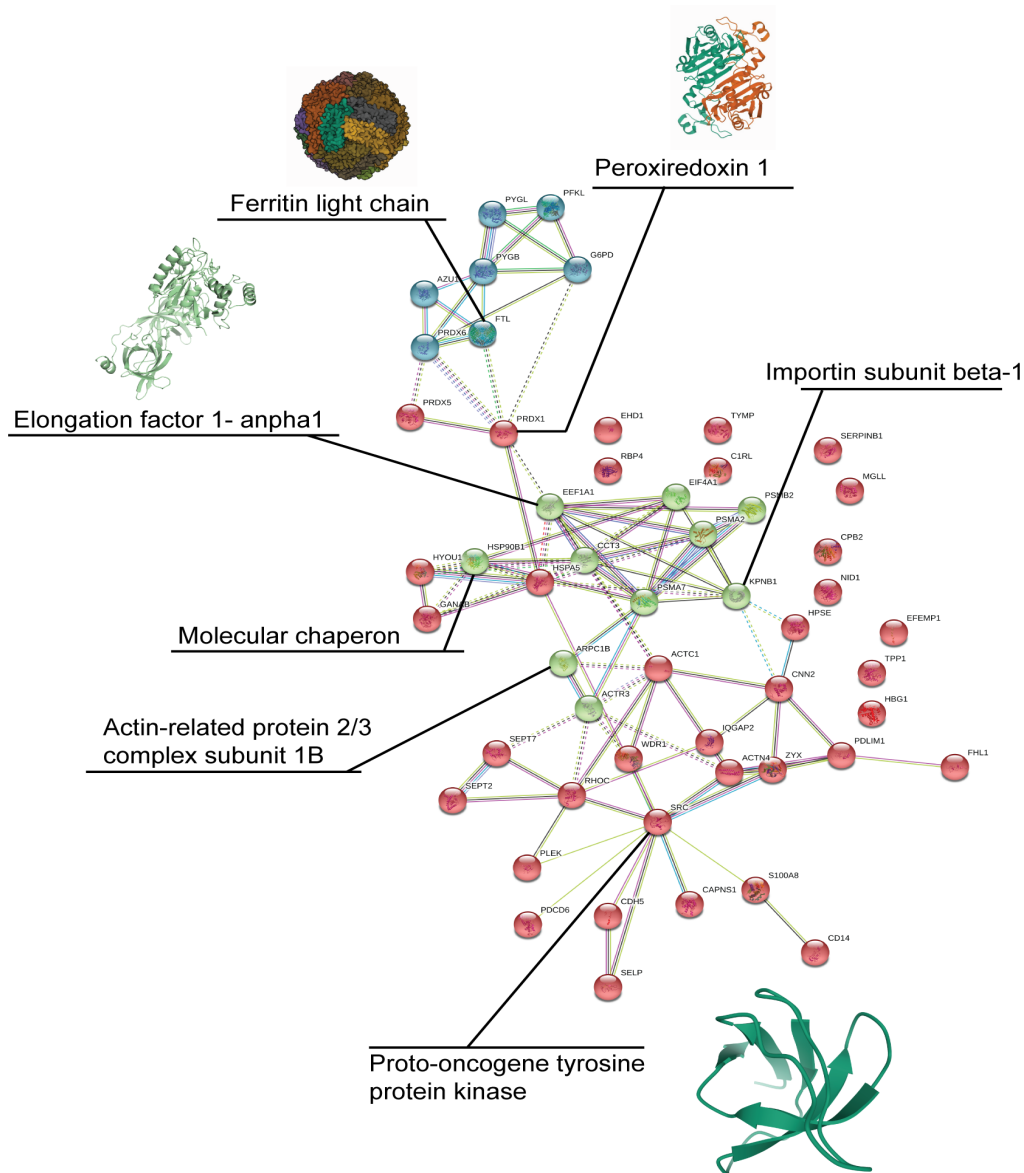 Peroxiredoxin 1
Ferritin light chain
PYGL
PFKL
PYGB
G6PD
AZU1
FTL
PRDX6
Importin subunit beta-1
PRDX5
Elongation factor 1- anpha1
PRDX1
EHD1
TYMP
SERPINB1
RBP4
C1RL
MGLL
EIF4A1
EEF1A1
PSMB2
PSMA2
CPB2
HSP90B1
CCT3
HYOU1
HSPA5
PSMA7
KPNB1
NID1
GANAB
HPSE
EFEMP1
Molecular chaperon
ARPC1B
ACTC1
TPP1
CNN2
ACTR3
HBG1
Actin-related protein 2/3
complex subunit 1B
IQGAP2
SEPT7
WDR1
ACTN4
ZYX
PDLIM1
FHL1
SEPT2
RHOC
SRC
PLEK
S100A8
CAPNS1
PDCD6
CDH5
CD14
SELP
Proto-oncogene tyrosine
protein kinase